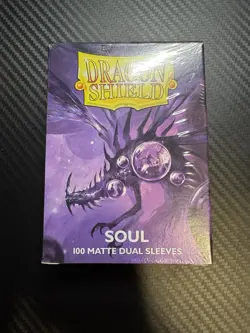 DRAGON
SHIELD
SOUL
100 MATTE DUAL SLEEVES